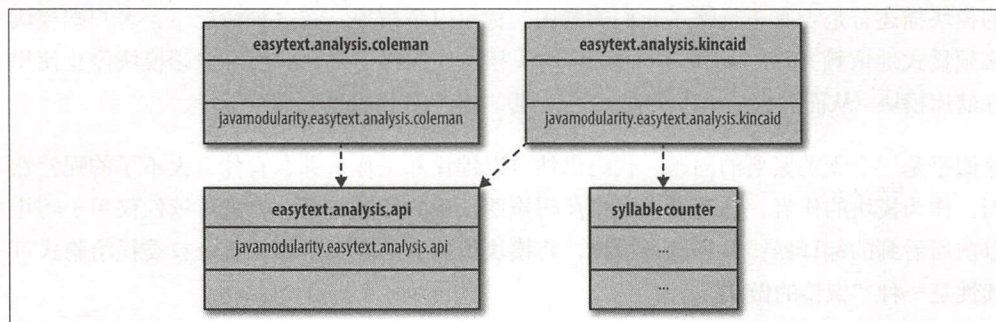 easytext.analysis.coleman
easytext.analysis.kincaid
javamodularity.easytext.analysis.coleman
javamodularity.easytext.analysis.kincaid
easytext.analysis.api
syllablecounter
javamodularity.easytext.analysis.api
...
...